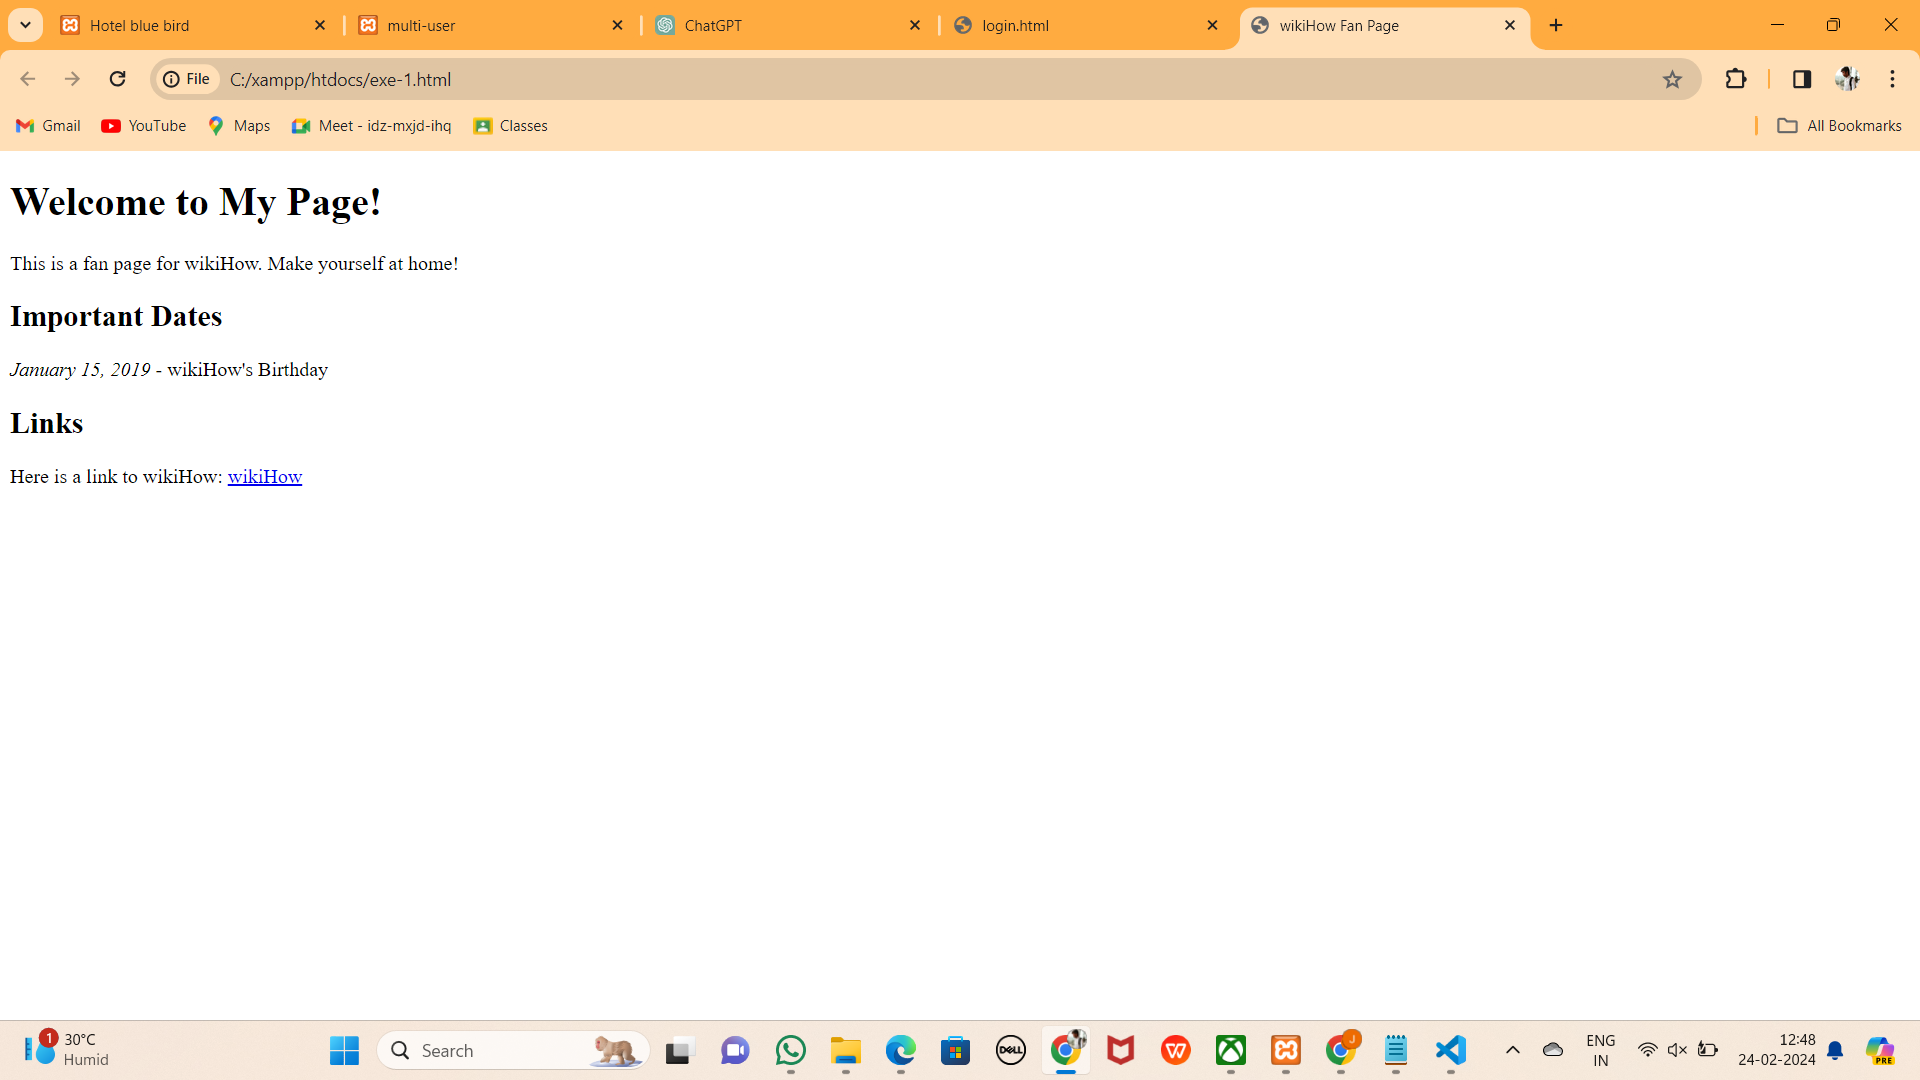 Hotel blue bird
multi-user
ChatGPT
login.html
wikiHow Fan Page
File
C:/xampp/htdocs/exe-1.html
Gmail
YouTube
Maps
Meet - idz-mxjd-ihq
Classes
All Bookmarks
Welcome to My Page!
This is a fan page for wikiHow. Make yourself at home!
Important Dates
January 15, 2019 - wikiHow's Birthday
Links
Here is a link to wikiHow: wikiHow
1
30°C
Humid
Search
DELL
W
J
ENG
IN
12:48
24-02-2024
PRE